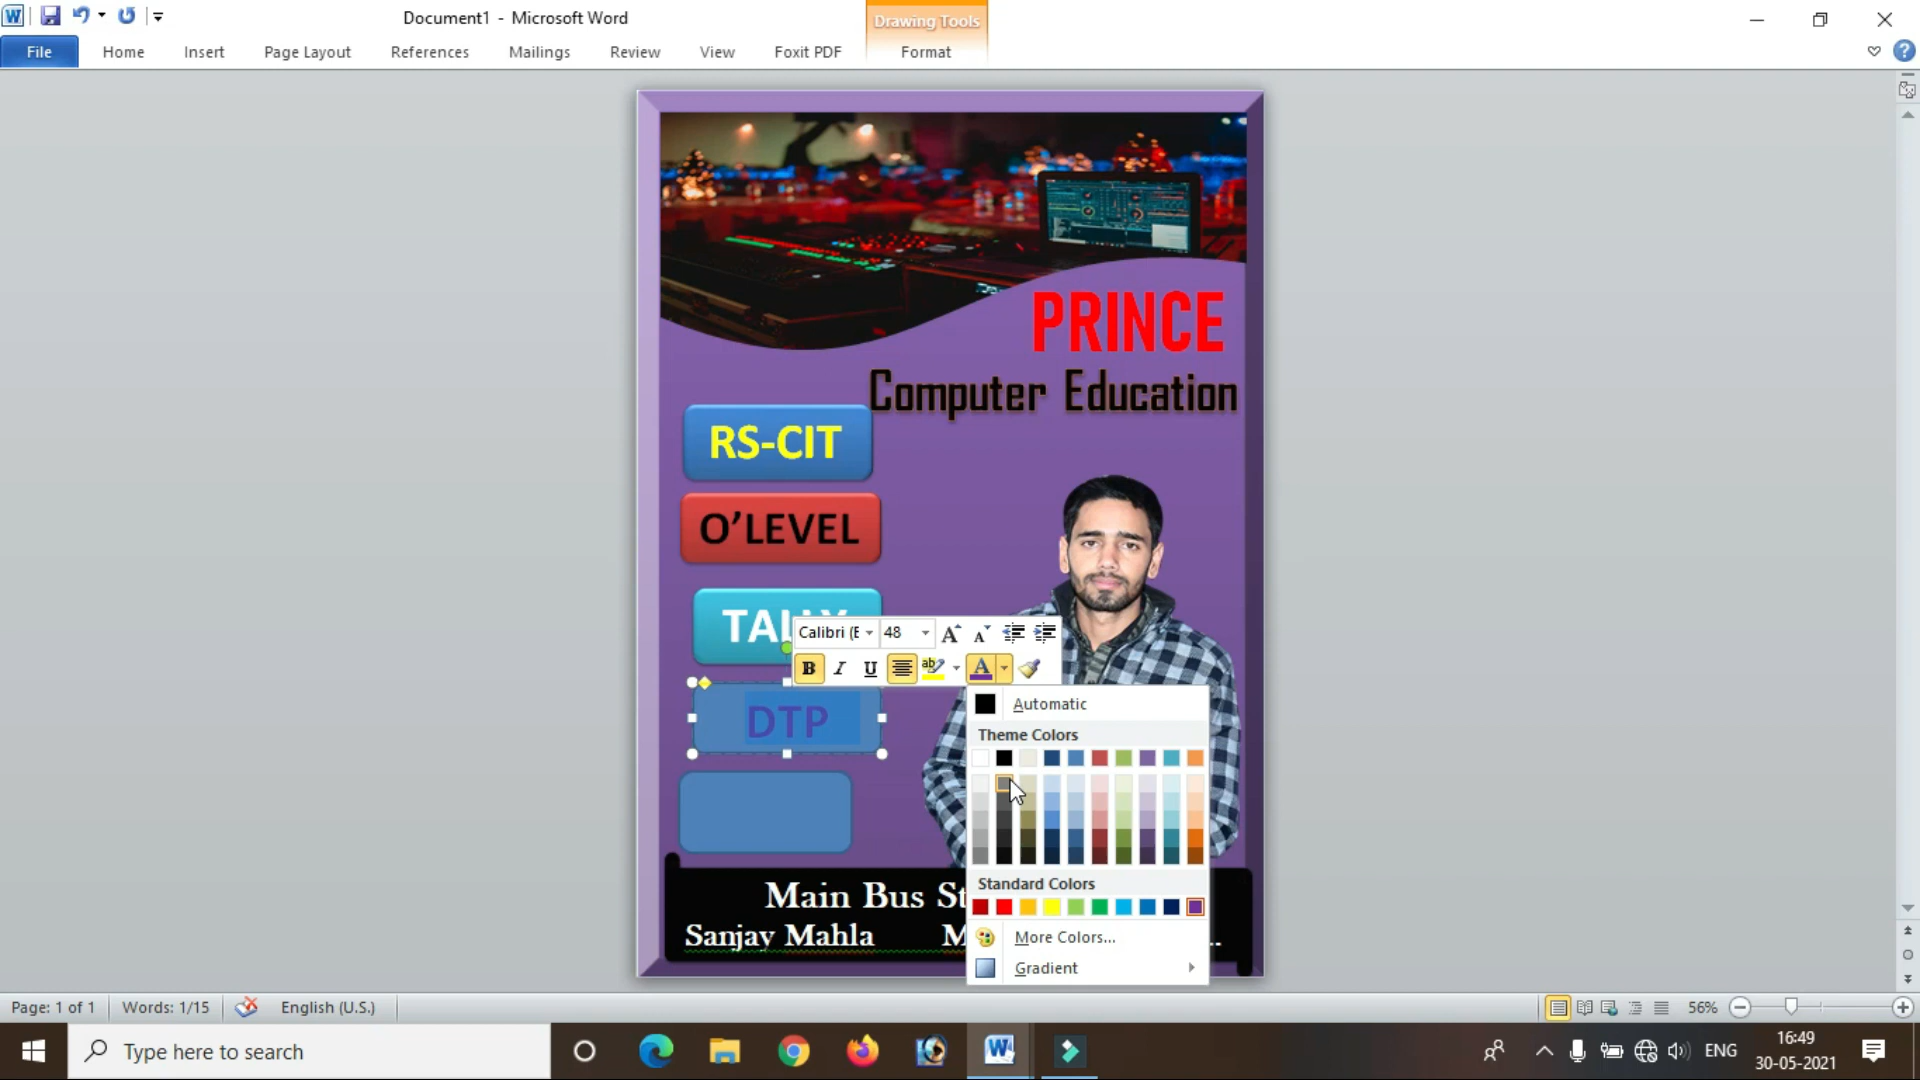 Document1 - Microsoft Word
Drawing Tools
File
Home
Insert
Page Layout
References
Mailings
Review
View
Foxit PDF
Format
PRINCE
Computer Education
RS-CIT
O’LEVEL
Calibri (E
48
B
I
U
DTP
Automatic
Theme Colors
Standard Colors
More Colors...
Gradient
Main Bus
Sanjay Mahla
Page: 1 of 1
Words: 1/15
English (U.S.)
56%
Type here to search
ENG
16:49
30-05-2021